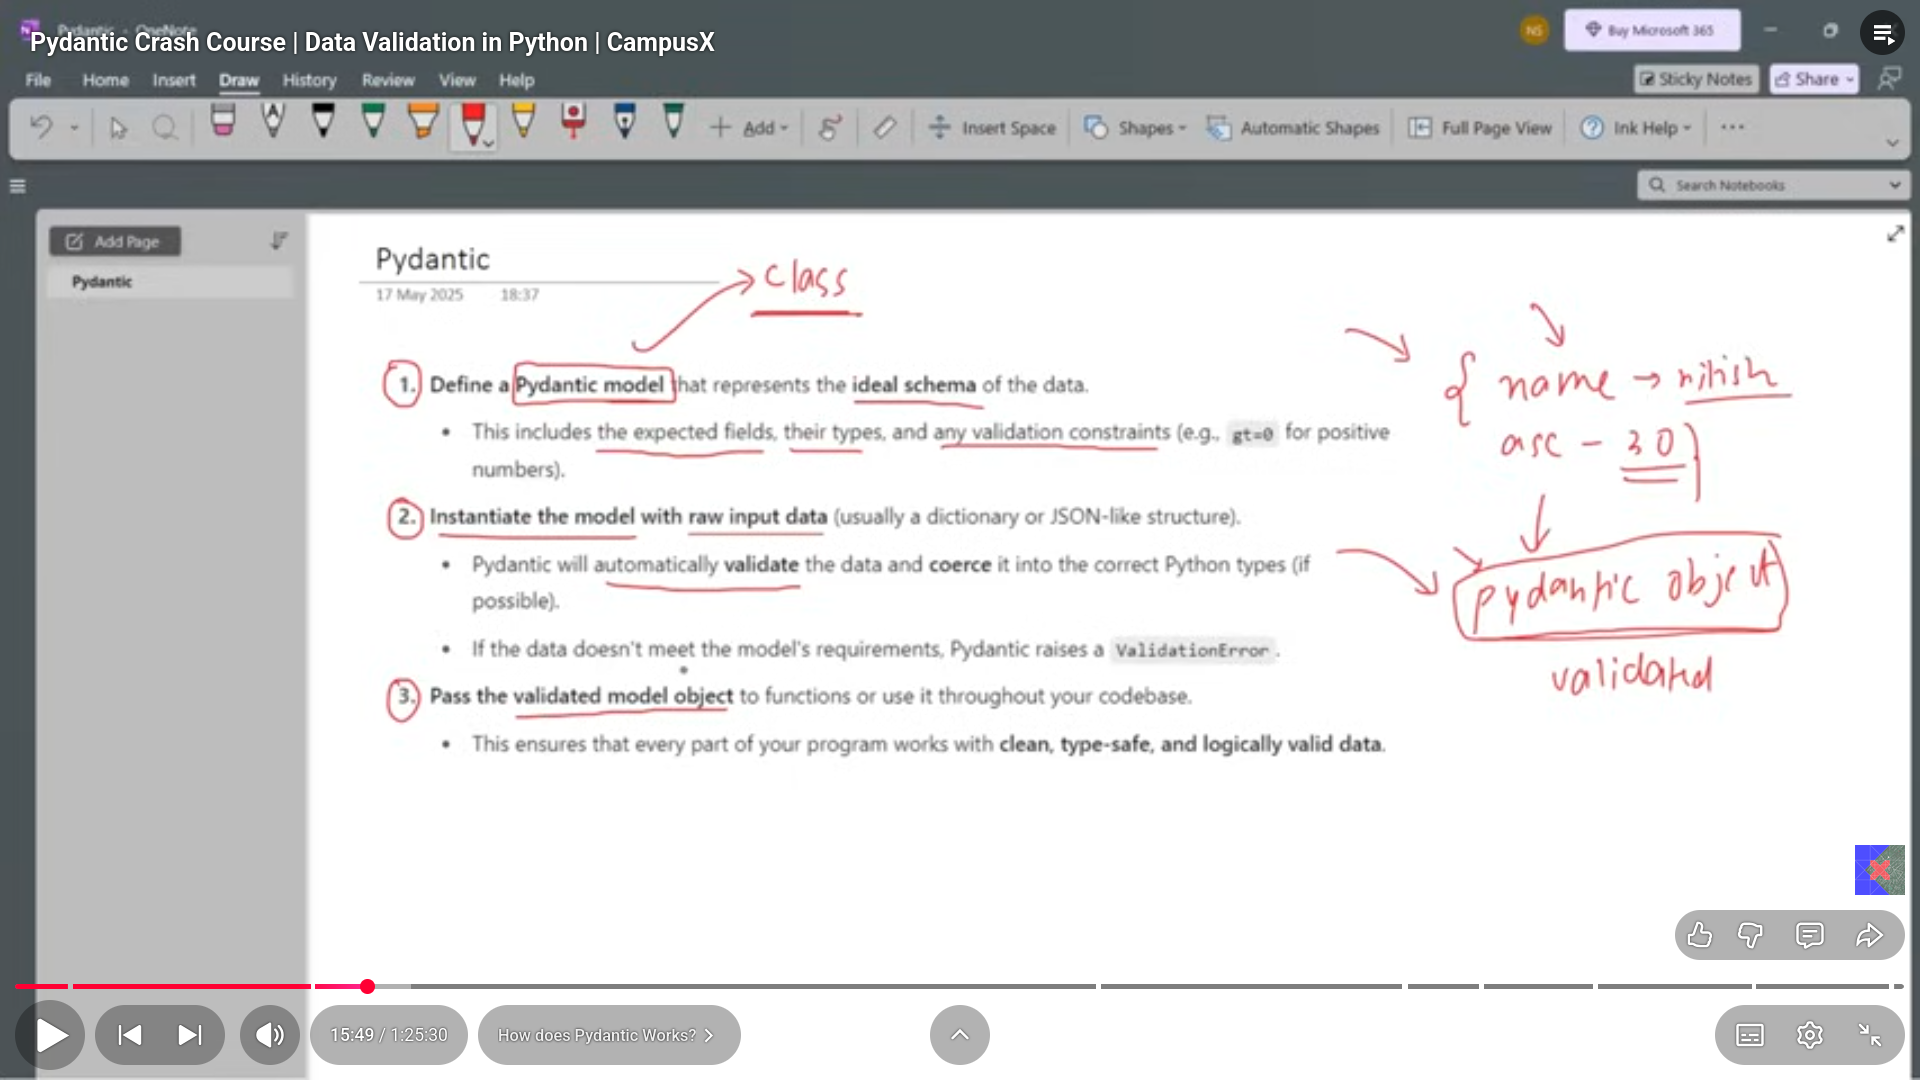 Pydantic - OneNote
Pydantic Crash Course | Data Validation in Python | CampusX
NS
Buy Microsoft 365
File Home Insert Draw History Review View Help
Sticky Notes
Share
Add
Insert Space
Shapes
Automatic Shapes
Full Page View
Ink Help
Search Notebooks
Add Page
Pydantic
Pydantic
17 May 2025 18:37
class
1. Define a Pydantic model that represents the ideal schema of the data.
• This includes the expected fields, their types, and any validation constraints (e.g., gt=0 for positive
numbers).
2. Instantiate the model with raw input data (usually a dictionary or JSON-like structure).
• Pydantic will automatically validate the data and coerce it into the correct Python types (if
possible).
• If the data doesn't meet the model's requirements, Pydantic raises a ValidationError.
3. Pass the validated model object to functions or use it throughout your codebase.
• This ensures that every part of your program works with clean, type-safe, and logically valid data.
{ name → nitish
age - 30 }
pydantic object
validated
15:49 / 1:25:30
How does Pydantic Works?